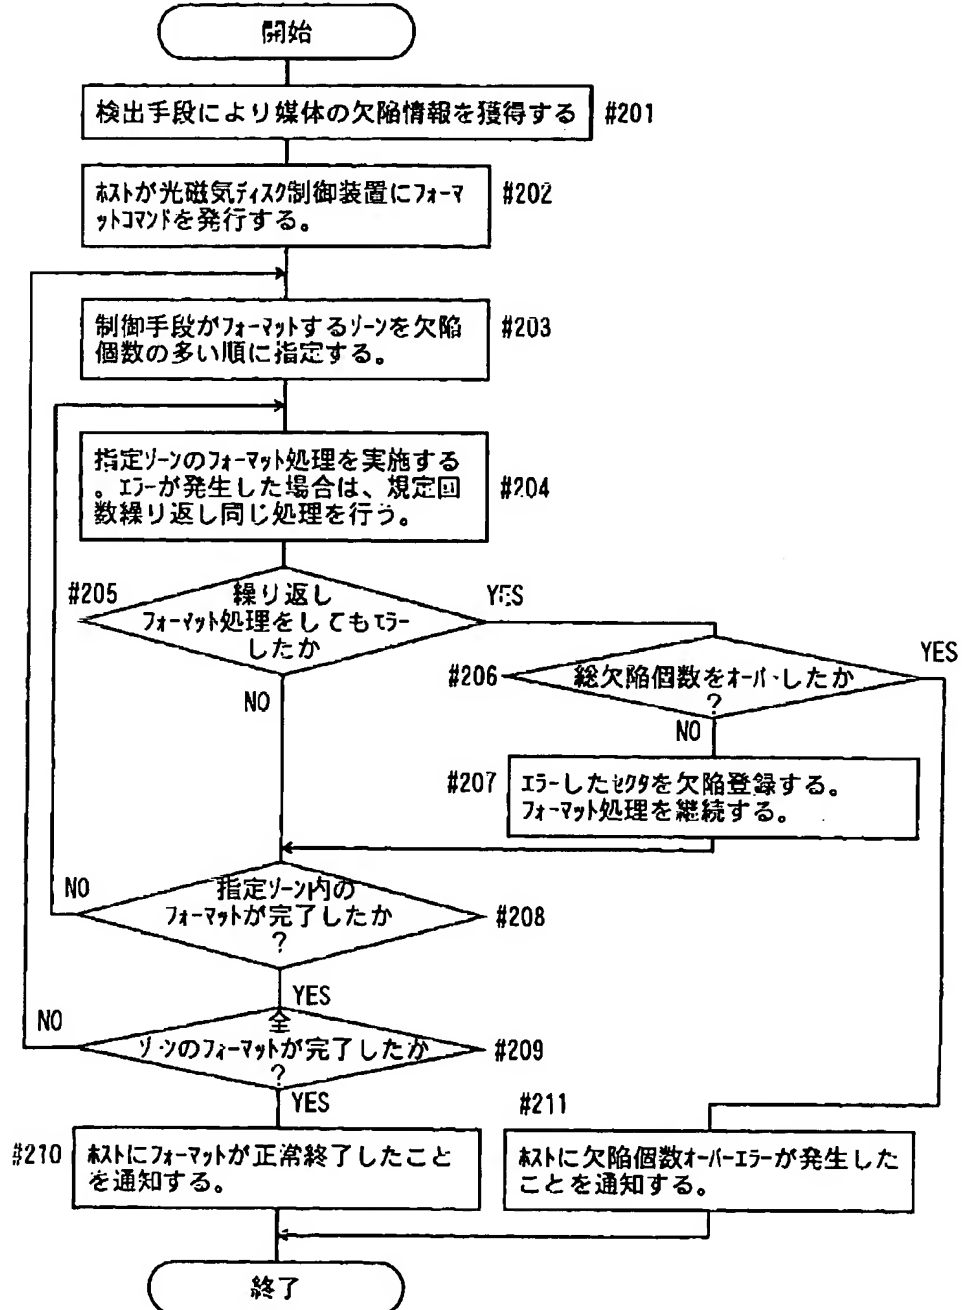 開始
検出手段により媒体の欠陥情報を獲得する
#201
ホストが光磁気ディスク制御装置にフォーマ
ットコマンドを発行する。
#202
制御手段がフォーマットするゾーンを欠陥
個数の多い順に指定する。
#203
指定ゾーンのフォーマット処理を実施する
。エラーが発生した場合は、規定回
数繰り返し同じ処理を行う。
#204
#205
繰り返し
フォーマット処理をしてもエラー
したか
YES
NO
#206
総欠陥個数をオーバーしたか
?
YES
NO
#207
エラーしたセクタを欠陥登録する。
フォーマット処理を継続する。
指定ゾーン内の
フォーマットが完了したか
?
NO
#208
YES
全
ゾーンのフォーマットが完了したか
?
NO
#209
YES
#210
ホストにフォーマットが正常終了したこと
を通知する。
#211
ホストに欠陥個数オーバーエラーが発生した
ことを通知する。
終了